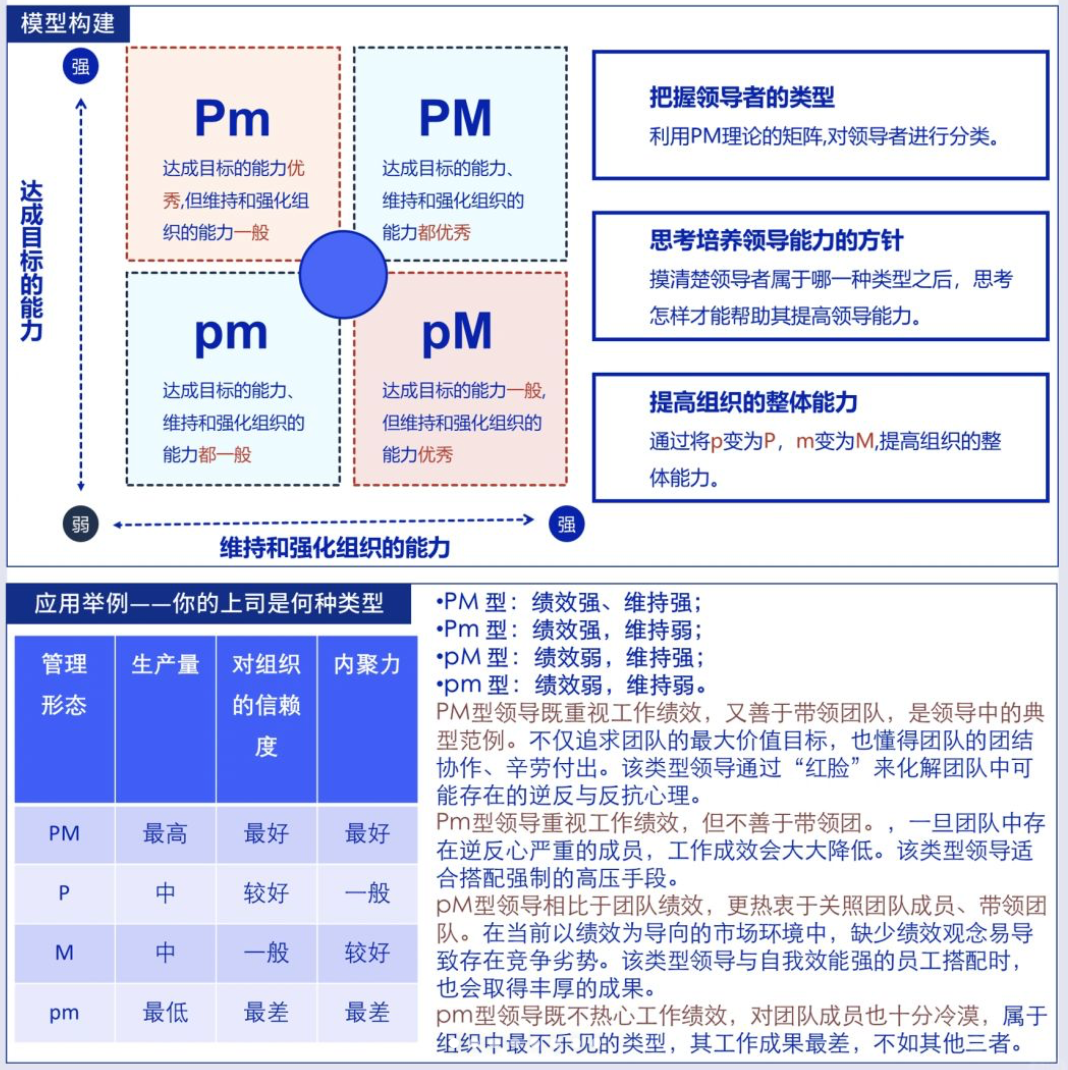 模型构建
强
达成目标的能力
Pm
达成目标的能力优
秀,但维持和强化组
织的能力一般
PM
达成目标的能力、
维持和强化组织的
能力都优秀
pm
达成目标的能力、
维持和强化组织的
能力都一般
pM
达成目标的能力一般,
但维持和强化组织的
能力优秀
弱
强
维持和强化组织的能力
把握领导者的类型
利用PM理论的矩阵,对领导者进行分类。
思考培养领导能力的方针
摸清楚领导者属于哪一种类型之后，思考
怎样才能帮助其提高领导能力。
提高组织的整体能力
通过将p变为P，m变为M,提高组织的整
体能力。
应用举例——你的上司是何种类型
管理
形态
生产量
对组织
的信赖
度
内聚力
PM 最高 最好 最好
P 中 较好 一般
M 中 一般 较好
pm 最低 最差 最差
•PM 型：绩效强、维持强；
•Pm 型：绩效强，维持弱；
•pM 型：绩效弱，维持强；
•pm 型：绩效弱，维持弱。
PM型领导既重视工作绩效，又善于带领团队，是领导中的典
型范例。不仅追求团队的最大价值目标，也懂得团队的团结
协作、辛劳付出。该类型领导通过“红脸”来化解团队中可
能存在的逆反与反抗心理。
Pm型领导重视工作绩效，但不善于带领团。，一旦团队中存
在逆反心严重的成员，工作成效会大大降低。该类型领导适
合搭配强制的高压手段。
pM型领导相比于团队绩效，更热衷于关照团队成员、带领团
队。在当前以绩效为导向的市场环境中，缺少绩效观念易导
致存在竞争劣势。该类型领导与自我效能强的员工搭配时，
也会取得丰厚的成果。
pm型领导既不热心工作绩效，对团队成员也十分冷漠，属于
组织中最不乐见的类型，其工作成果最差，不如其他三者。